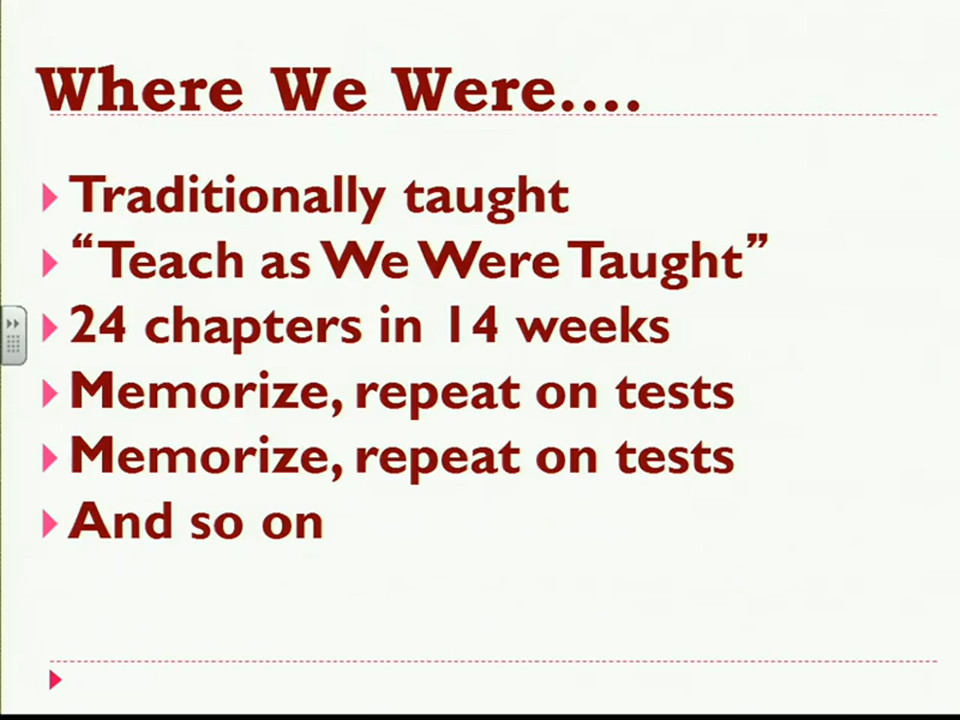 Where We Were....
Traditionally taught
“Teach as We Were Taught”
24 chapters in 14 weeks
Memorize, repeat on tests
Memorize, repeat on tests
And so on